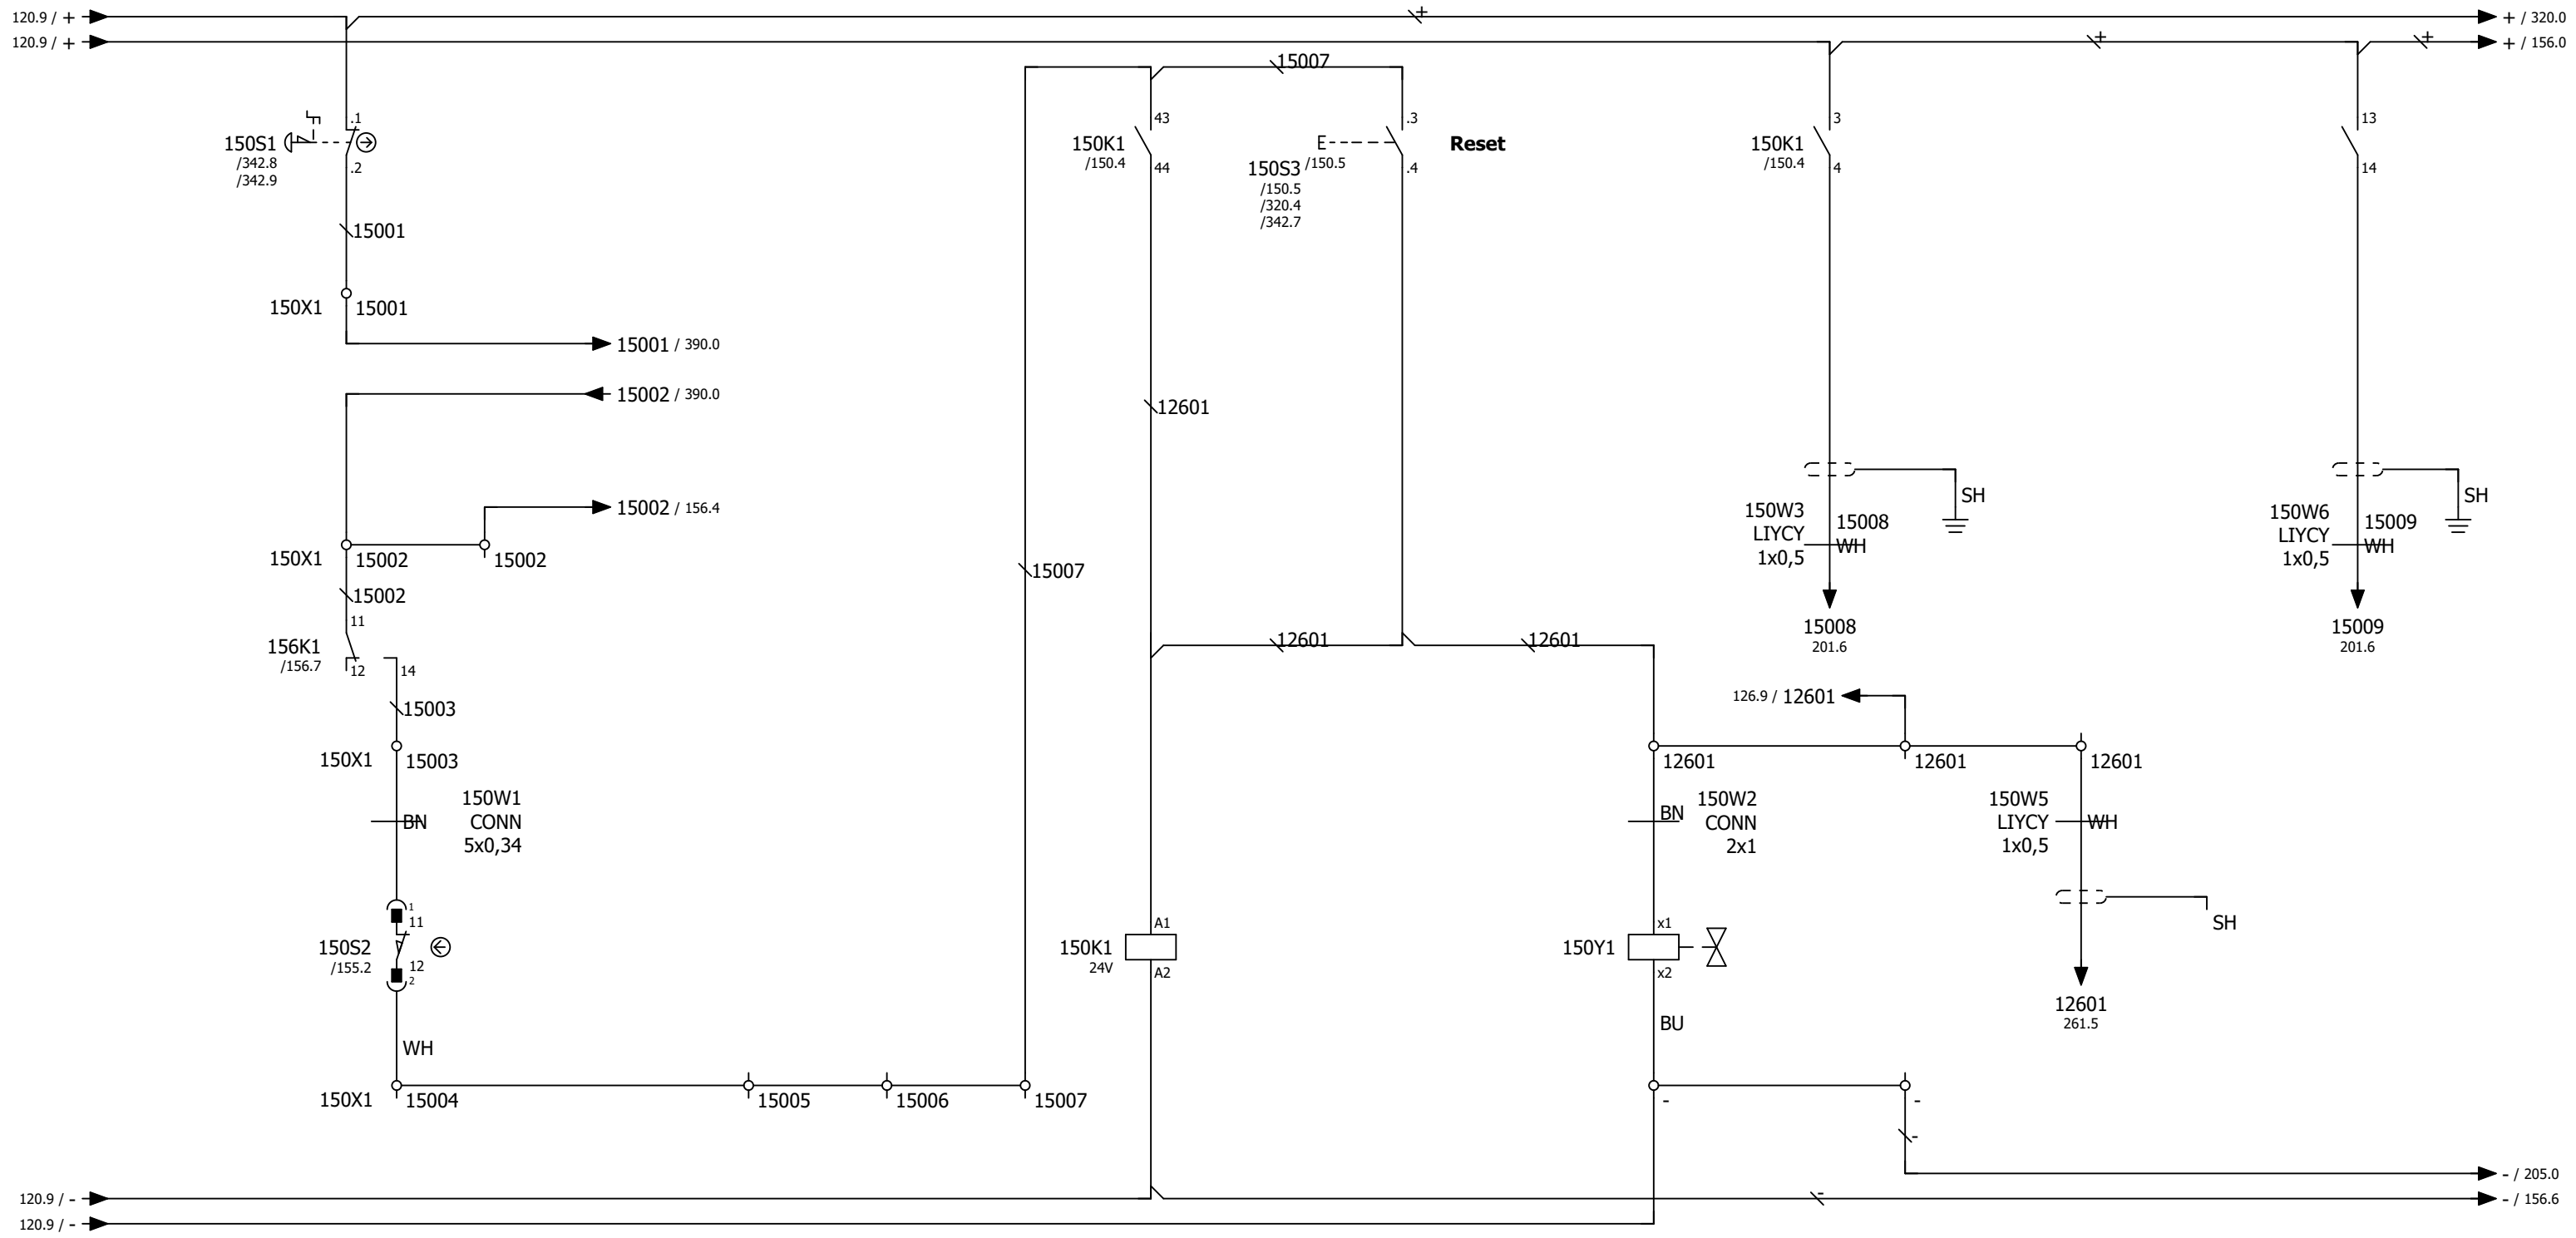 120.9 / +
+ / 320.0
120.9 / +
+ / 156.0
+
+
+
15007
150S1
/342.8
/342.9
.1
.2
150K1
/150.4
43
44
E
150S3
/150.5
/150.5
/320.4
/342.7
.3
.4
Reset
150K1
/150.4
3
4
13
14
15001
150X1
15001
15001 / 390.0
15002 / 390.0
12601
15002 / 156.4
150X1
15002
15002
15002
15007
150W3
LIYCY
1x0,5
15008
WH
SH
15008
201.6
150W6
LIYCY
1x0,5
15009
WH
SH
15009
201.6
156K1
/156.7
11
12
14
12601
12601
15003
126.9 / 12601
150X1
15003
12601
12601
12601
150W1
CONN
5x0,34
BN
BN
150W2
CONN
2x1
150W5
LIYCY
1x0,5
WH
SH
12601
261.5
150S2
/155.2
1
11
12
2
150K1
24V
A1
A2
150Y1
x1
x2
BU
WH
150X1
15004
15005
15006
15007
-
-
-
- / 205.0
120.9 / -
-
- / 156.6
120.9 / -